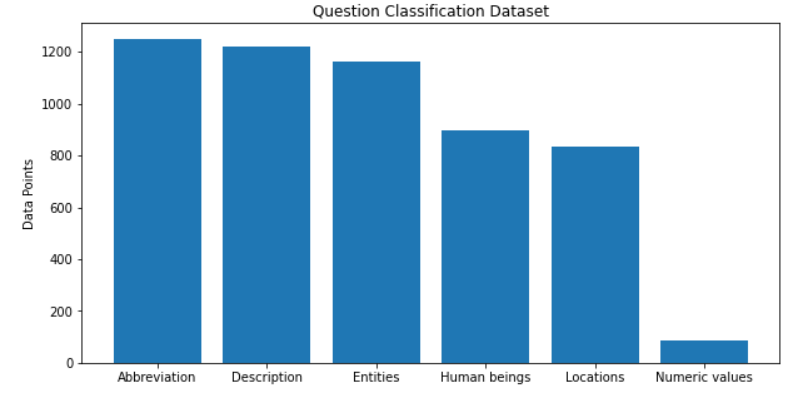 Question Classification Dataset
1200
1000
800
600
400
200
0
Data Points
Abbreviation Description Entities Human beings Locations Numeric values